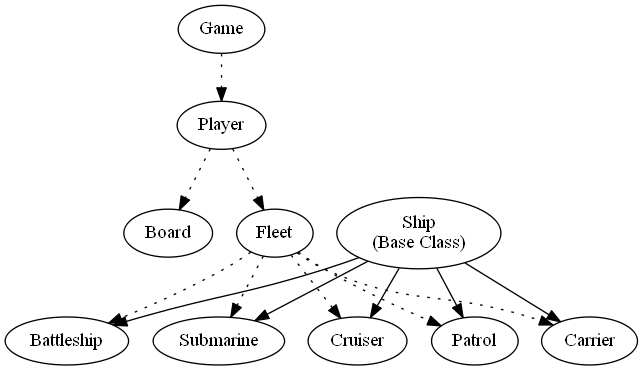 Game
Player
Board
Fleet
Ship
(Base Class)
Battleship
Submarine
Cruiser
Patrol
Carrier